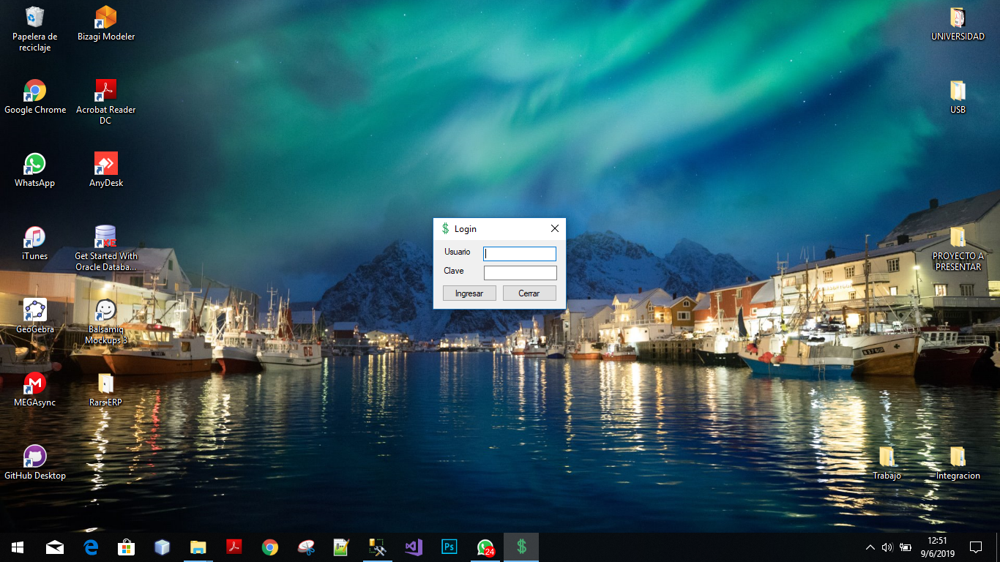 Papelera de
reciclaje
Bizagi Modeler
UNIVERSIDAD
Google Chrome
Acrobat Reader
DC
USB
WhatsApp
AnyDesk
Login
Usuario
Clave
Ingresar
Cerrar
iTunes
Get Started With
Oracle Databa...
XE
PROYECTO A
PRESENTAR
GeoGebra
Balsamiq
Mockups 3
MEGAsync
Rars-ERP
GitHub Desktop
Trabajo
Integracion
Ps
24
12:51
9/6/2019